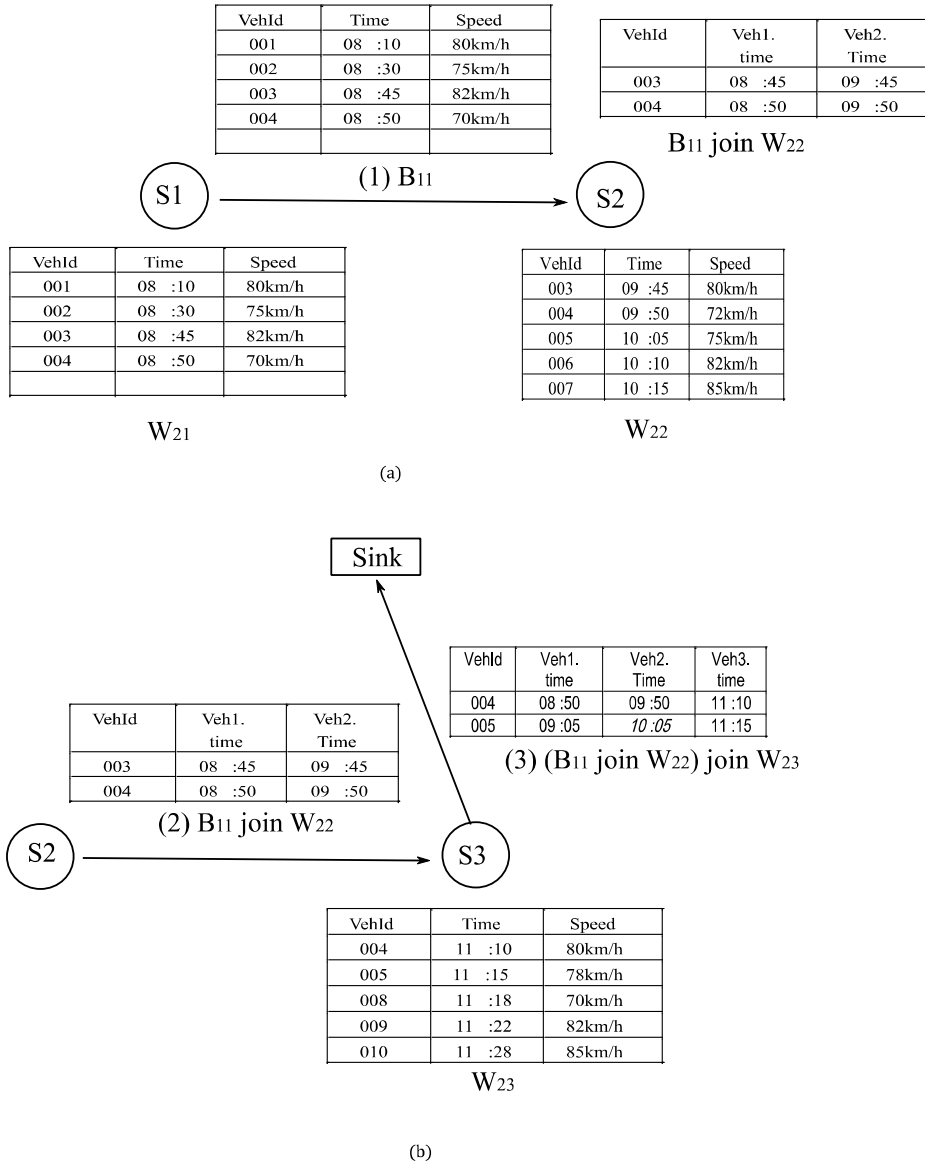 VehId Time Speed
001 08 :10 80km/h
002 08 :30 75km/h
003 08 :45 82km/h
004 08 :50 70km/h
VehId Veh1. time Veh2. Time
003 08 :45 09 :45
004 08 :50 09 :50
B11 join W22
(1) B11
S1
S2
VehId Time Speed
001 08 :10 80km/h
002 08 :30 75km/h
003 08 :45 82km/h
004 08 :50 70km/h
W21
VehId Time Speed
003 09 :45 80km/h
004 09 :50 72km/h
005 10 :05 75km/h
006 10 :10 82km/h
007 10 :15 85km/h
W22
(a)
Sink
VehId Veh1. time Veh2. Time Veh3. time
004 08 :50 09 :50 11 :10
005 09 :05 10 :05 11 :15
(3) (B11 join W22) join W23
VehId Veh1. time Veh2. Time
003 08 :45 09 :45
004 08 :50 09 :50
(2) B11 join W22
S2
S3
VehId Time Speed
004 11 :10 80km/h
005 11 :15 78km/h
008 11 :18 70km/h
009 11 :22 82km/h
010 11 :28 85km/h
W23
(b)